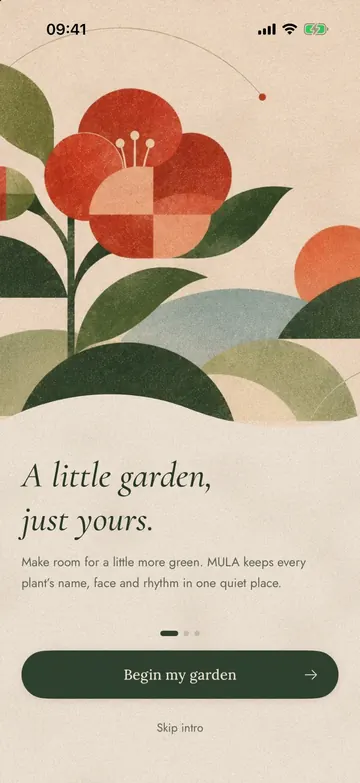 09:41
A little garden,
just yours.
Make room for a little more green. MULA keeps every
plant's name, face and rhythm in one quiet place.
Begin my garden →
Skip intro